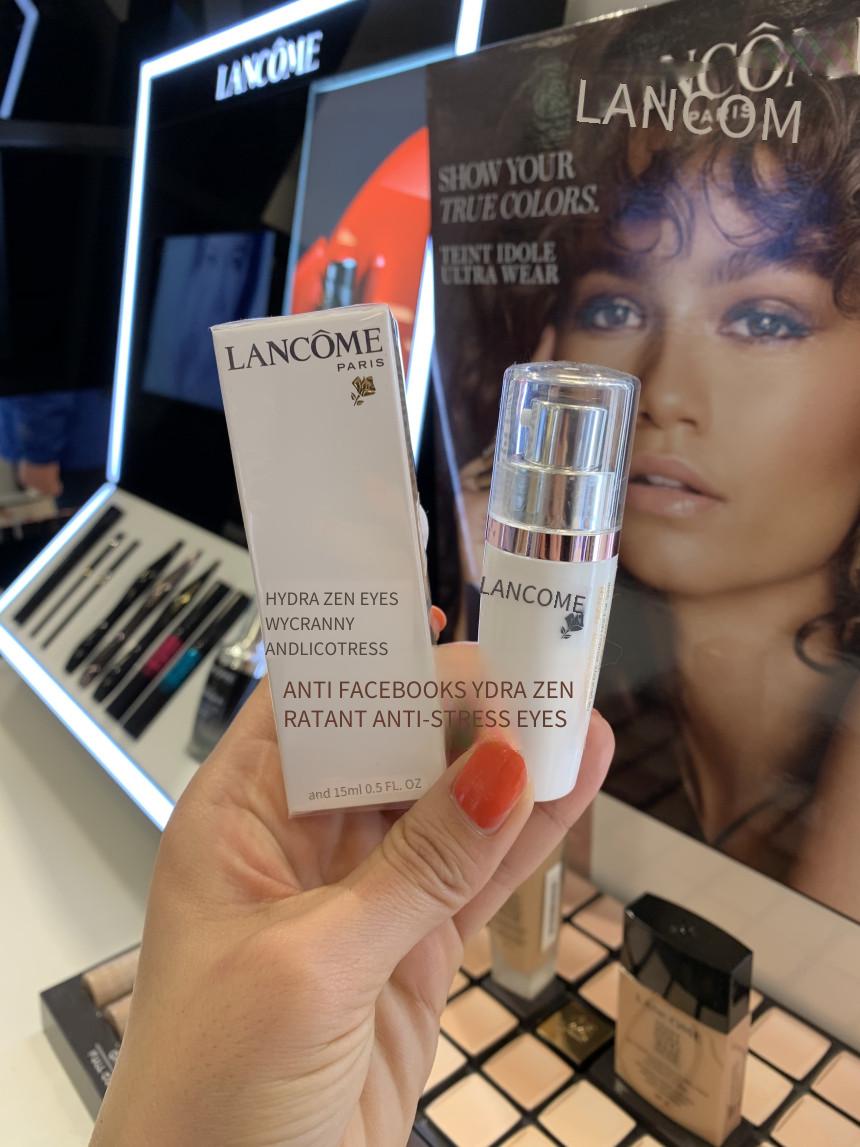 LANCÔME
LANCOM
PARIS
SHOW YOUR
TRUE COLORS.
TEINT IDOLE
ULTRA WEAR
LANCÔME
PARIS
HYDRA ZEN EYES
WYCRANNY
ANDLICOTRESS
LANCOME
ANTI FACEBOOKS YDRA ZEN
RATANT ANTI-STRESS EYES
and 15ml 0.5 FL. OZ